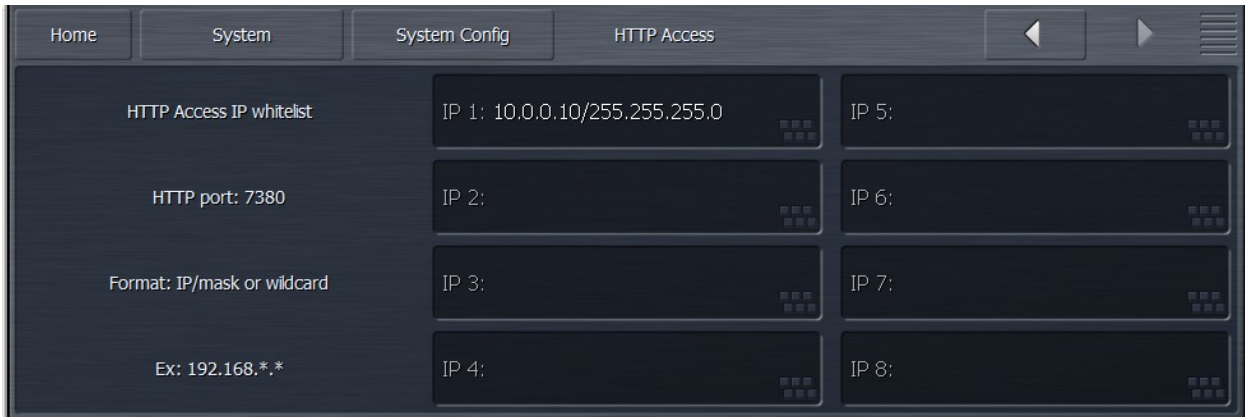 Home System System Config HTTP Access
HTTP Access IP whitelist IP 1: 10.0.0.10/255.255.255.0 IP 5:
HTTP port: 7380 IP 2: IP 6:
Format: IP/mask or wildcard IP 3: IP 7:
Ex: 192.168.*.* IP 4: IP 8: